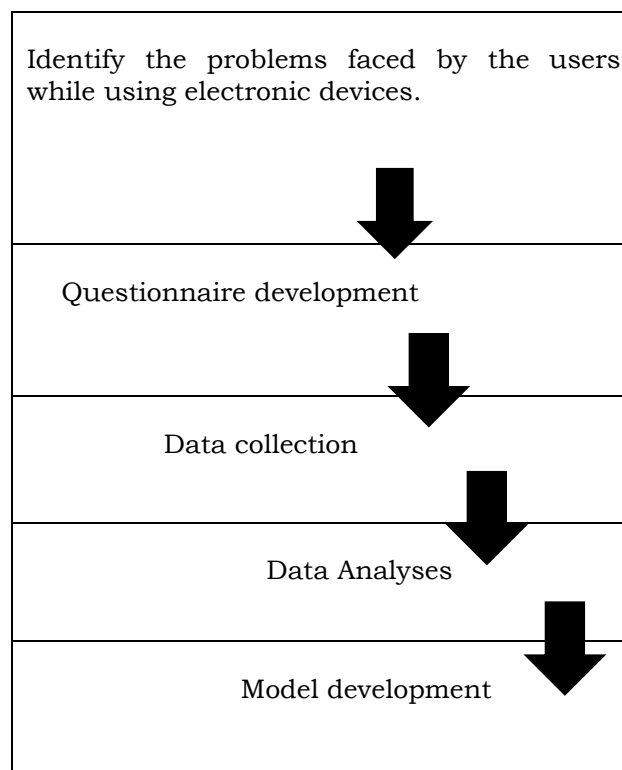 Identify the problems faced by the users
while using electronic devices.
Questionnaire development
Data collection
Data Analyses
Model development